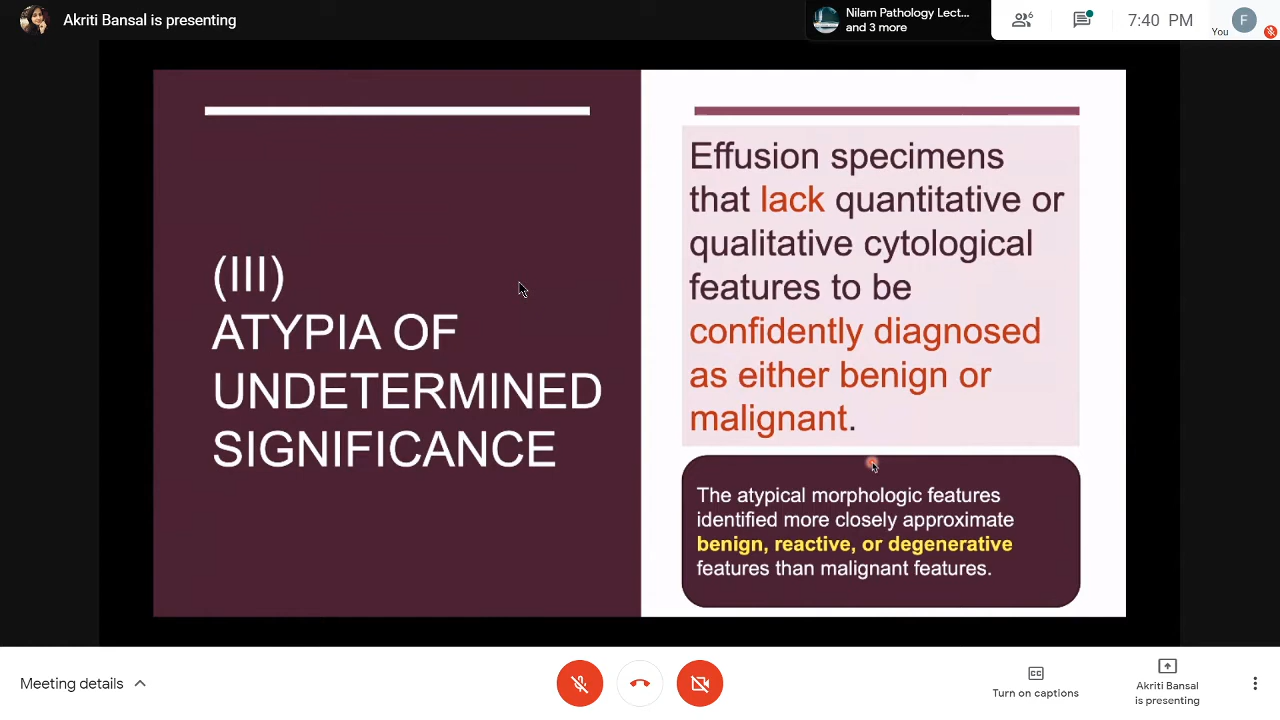 Akriti Bansal is presenting
Nilam Pathology Lect...
and 3 more
6
7:40 PM
You
F
(III)
ATYPIA OF
UNDETERMINED
SIGNIFICANCE
Effusion specimens
that lack quantitative or
qualitative cytological
features to be
confidently diagnosed
as either benign or
malignant.
The atypical morphologic features
identified more closely approximate
benign, reactive, or degenerative
features than malignant features.
Meeting details
CC
Turn on captions
Akriti Bansal
is presenting